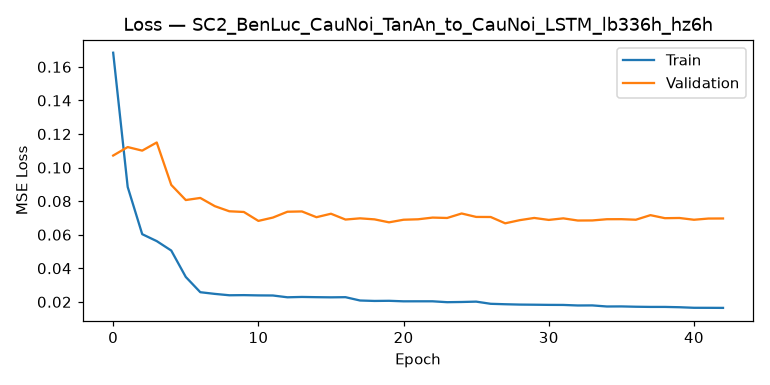 Loss — SC2_BenLuc_CauNoi_TanAn_to_CauNoi_LSTM_lb336h_hz6h
Train
Validation
MSE Loss
0.16
0.14
0.12
0.10
0.08
0.06
0.04
0.02
0 10 20 30 40
Epoch